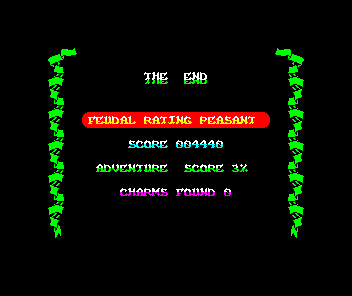 THE END
FEUDAL RATING PEASANT
SCORE 004440
ADVENTURE SCORE 3%
CHARMS FOUND 0